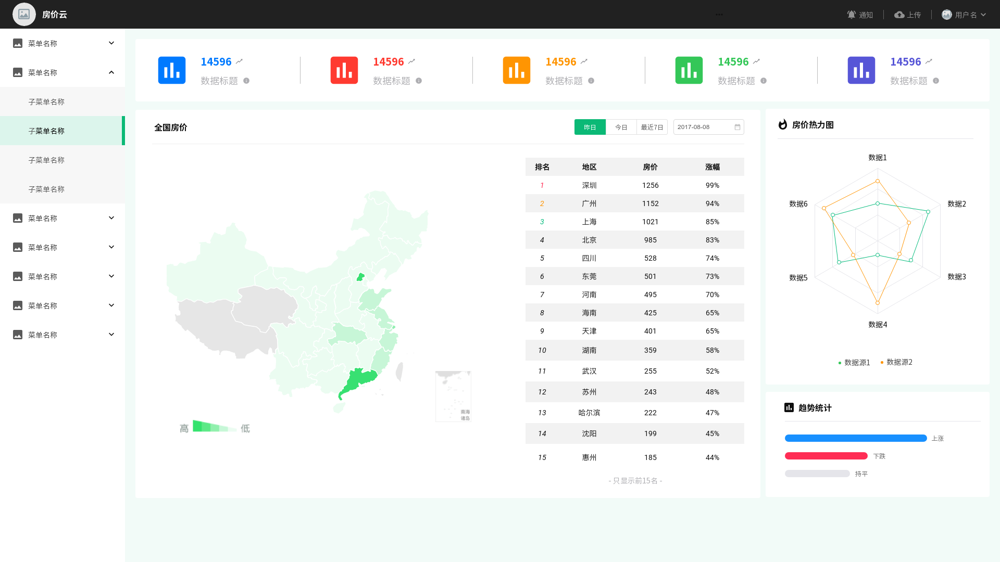 房价云
通知
上传
用户名
菜单名称
菜单名称
子菜单名称
子菜单名称
子菜单名称
子菜单名称
菜单名称
菜单名称
菜单名称
菜单名称
菜单名称
14596
数据标题
14596
数据标题
14596
数据标题
14596
数据标题
14596
数据标题
全国房价
昨日 今日 最近7日 2017-08-08
高 低
南海
诸岛
排名 地区 房价 涨幅
1 深圳 1256 99%
2 广州 1152 94%
3 上海 1021 85%
4 北京 985 83%
5 四川 528 74%
6 东莞 501 73%
7 河南 495 70%
8 海南 425 65%
9 天津 401 65%
10 湖南 359 58%
11 武汉 255 52%
12 苏州 243 48%
13 哈尔滨 222 47%
14 沈阳 199 45%
15 惠州 185 44%
- 只显示前15名 -
房价热力图
数据1
数据6 数据2
数据5 数据3
数据4
数据源1 数据源2
趋势统计
上涨
下跌
持平